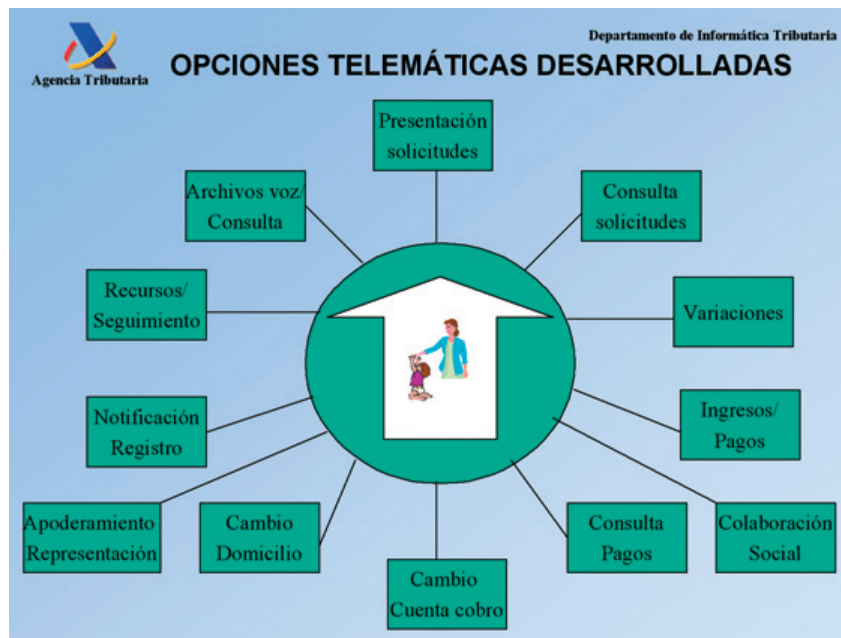 Departamento de Informática Tributaria
Agencia Tributaria
OPCIONES TELEMÁTICAS DESARROLLADAS
Presentación
solicitudes
Archivos voz/
Consulta
Consulta
solicitudes
Recursos/
Seguimiento
Variaciones
Notificación
Registro
Ingresos/
Pagos
Apoderamiento
Representación
Cambio
Domicilio
Cambio
Cuenta cobro
Consulta
Pagos
Colaboración
Social